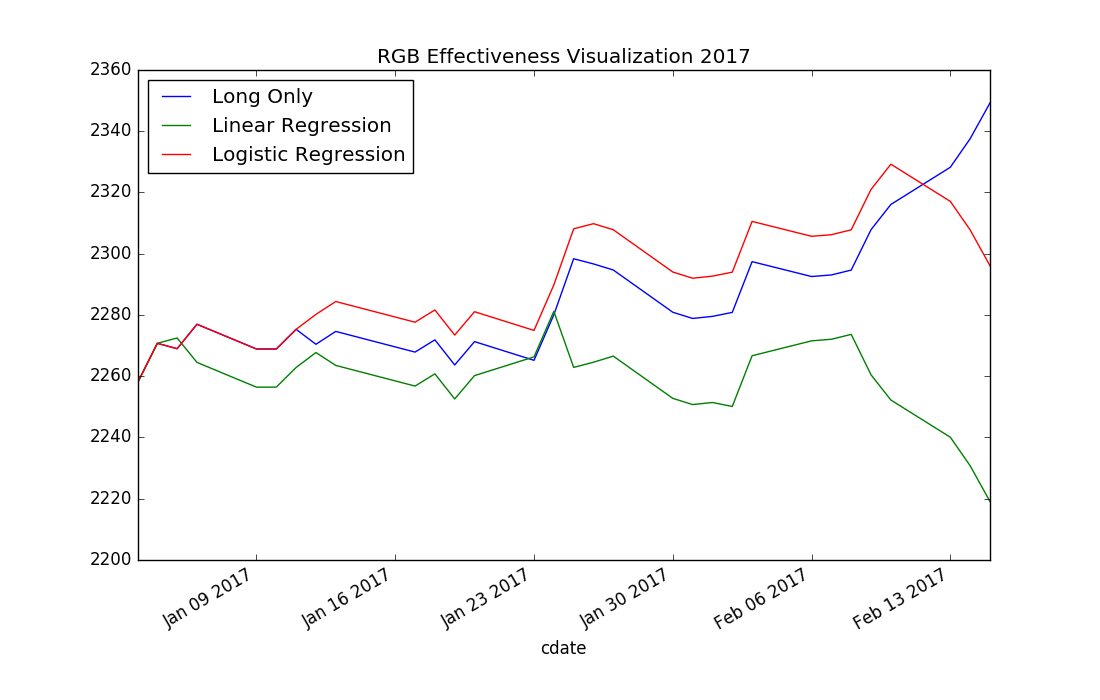 RGB Effectiveness Visualization 2017
2360
2340
2320
2300
2280
2260
2240
2220
2200
Long Only
Linear Regression
Logistic Regression
Jan 09 2017
Jan 16 2017
Jan 23 2017
Jan 30 2017
Feb 06 2017
Feb 13 2017
cdate